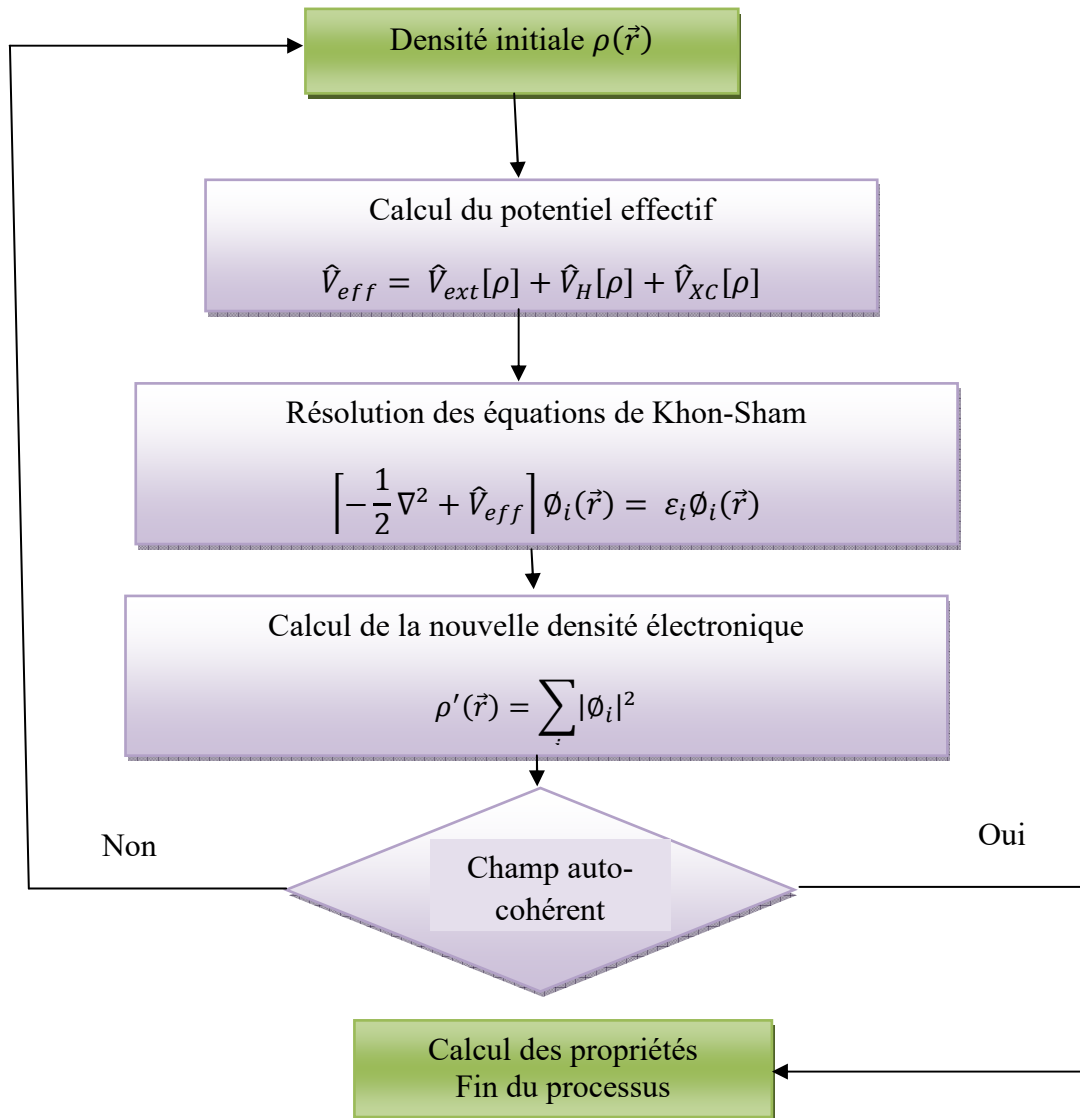 Densité initiale 𝜌(𝑟⃗)
Calcul du potentiel effectif
V̂_eff = V̂_ext[ρ] + V̂_H[ρ] + V̂_XC[ρ]
Résolution des équations de Khon-Sham
[−1/2 ∇² + V̂_eff] ∅_i(r⃗) = ε_i∅_i(r⃗)
Calcul de la nouvelle densité électronique
ρ′(r⃗) = ∑|∅_i|²
Non
Oui
Champ auto-
cohérent
Calcul des propriétés
Fin du processus